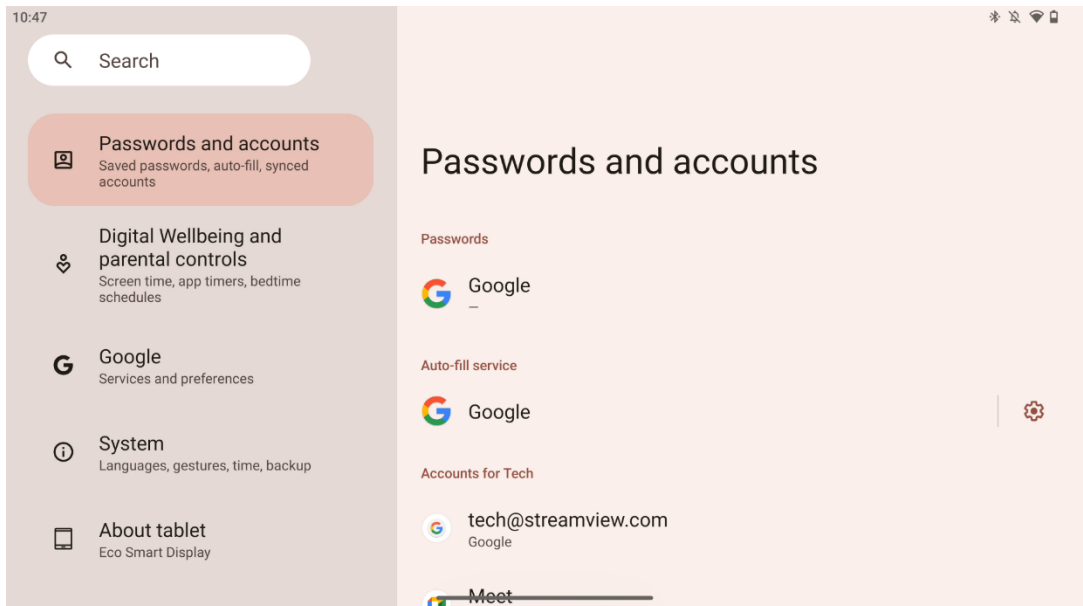 10:47
Search
Passwords and accounts
Saved passwords, auto-fill, synced
accounts
Digital Wellbeing and
parental controls
Screen time, app timers, bedtime
schedules
Google
Services and preferences
System
Languages, gestures, time, backup
About tablet
Eco Smart Display
Passwords and accounts
Passwords
Google
—
Auto-fill service
Google
Accounts for Tech
tech@streamview.com
Google
Meet